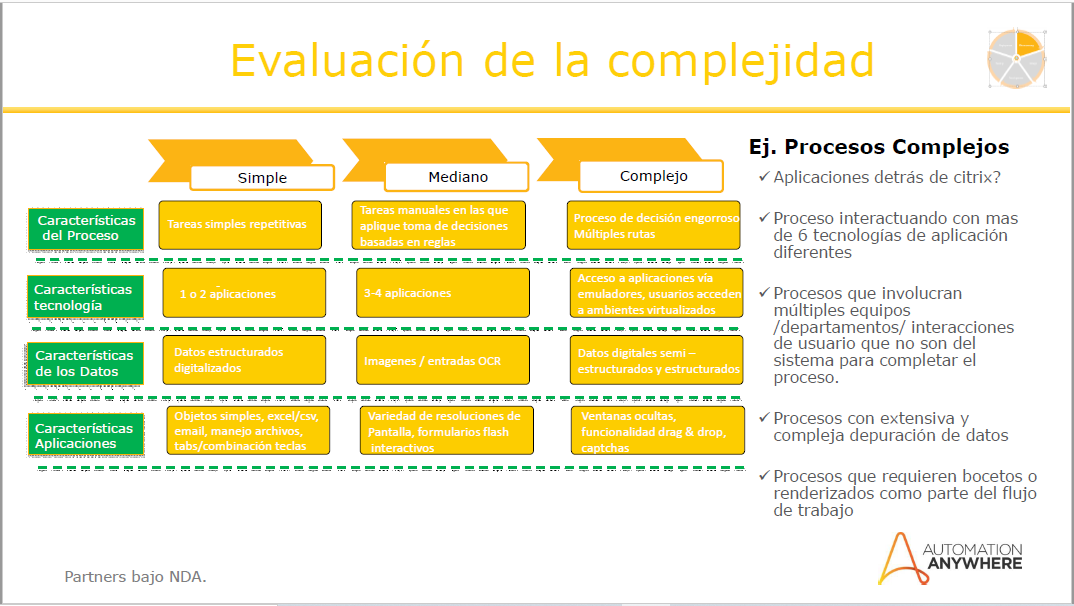 Evaluación de la complejidad
Simple
Mediano
Complejo
Características
del Proceso
Tareas simples repetitivas
Tareas manuales en las que
aplique toma de decisiones
basadas en reglas
Proceso de decisión engorroso
Múltiples rutas
Características
tecnología
1 o 2 aplicaciones
3-4 aplicaciones
Acceso a aplicaciones vía
emuladores, usuarios acceden
a ambientes virtualizados
Características
de los Datos
Datos estructurados
digitalizados
Imagenes / entradas OCR
Datos digitales semi –
estructurados y estructurados
Características
Aplicaciones
Objetos simples, excel/csv,
email, manejo archivos,
tabs/combinación teclas
Variedad de resoluciones de
Pantalla, formularios flash
interactivos
Ventanas ocultas,
funcionalidad drag & drop,
captchas
Ej. Procesos Complejos
✓Aplicaciones detrás de citrix?
✓Proceso interactuando con mas
de 6 tecnologías de aplicación
diferentes
✓Procesos que involucran
múltiples equipos
/departamentos/ interacciones
de usuario que no son del
sistema para completar el
proceso.
✓Procesos con extensiva y
compleja depuración de datos
✓Procesos que requieren bocetos o
renderizados como parte del flujo
de trabajo
AUTOMATION
ANYWHERE
Partners bajo NDA.